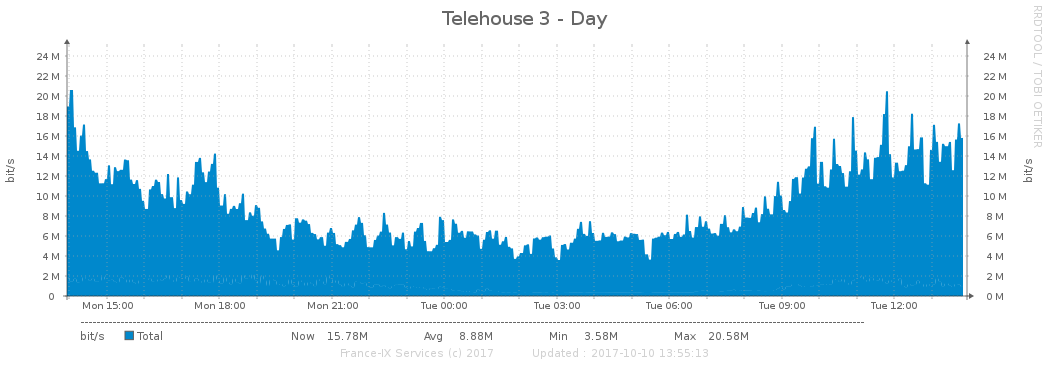 Telehouse 3 - Day
RRDTOOL / TOBI OETIKER
bit/s
bit/s
24 M 24 M
22 M 22 M
20 M 20 M
18 M 18 M
16 M 16 M
14 M 14 M
12 M 12 M
10 M 10 M
8 M 8 M
6 M 6 M
4 M 4 M
2 M 2 M
0 0 M
Mon 15:00 Mon 18:00 Mon 21:00 Tue 00:00 Tue 03:00 Tue 06:00 Tue 09:00 Tue 12:00
bit/s Total Now 15.78M Avg 8.88M Min 3.58M Max 20.58M
France-IX Services (c) 2017 Updated : 2017-10-10 13:55:13